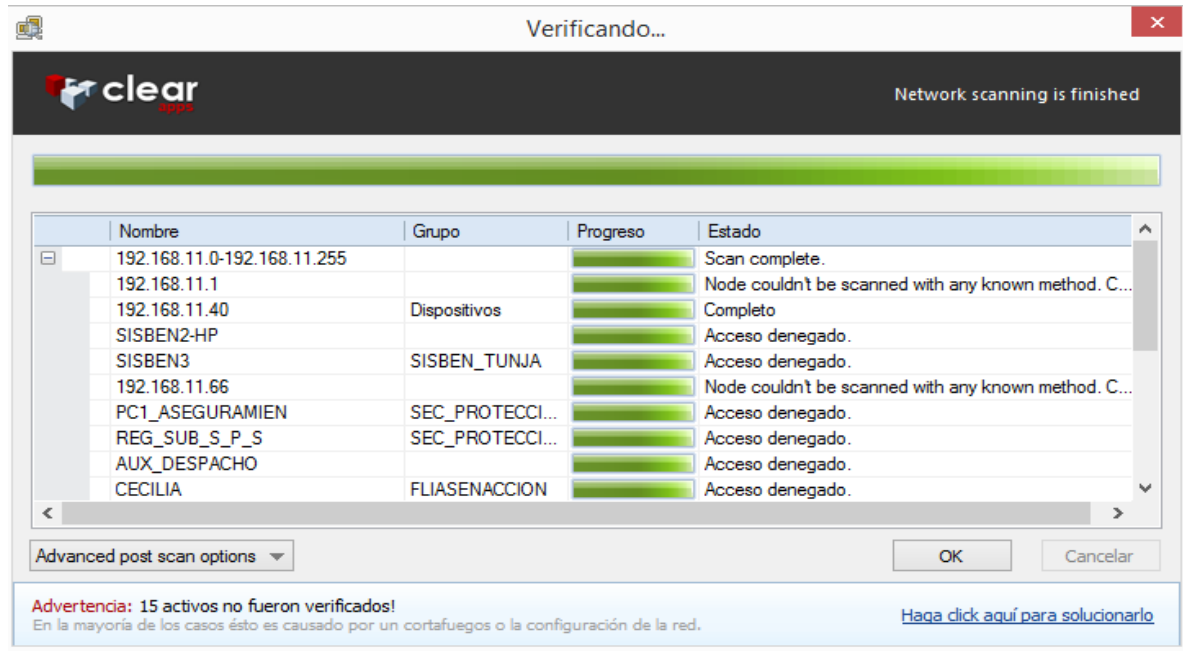 Verificando...
clear
apps
Network scanning is finished
Nombre Grupo Progreso Estado
192.168.11.0-192.168.11.255 Scan complete.
192.168.11.1 Node couldn't be scanned with any known method. C...
192.168.11.40 Dispositivos Completo
SISBEN2-HP Acceso denegado.
SISBEN3 SISBEN_TUNJA Acceso denegado.
192.168.11.66 Node couldn't be scanned with any known method. C...
PC1_ASEGURAMIEN SEC_PROTECCI... Acceso denegado.
REG_SUB_S_P_S SEC_PROTECCI... Acceso denegado.
AUX_DESPACHO Acceso denegado.
CECILIA FLIASENACCION Acceso denegado.
Advanced post scan options OK Cancelar
Advertencia: 15 activos no fueron verificados!
En la mayoría de los casos ésto es causado por un cortafuegos o la configuración de la red.
Haga click aquí para solucionarlo